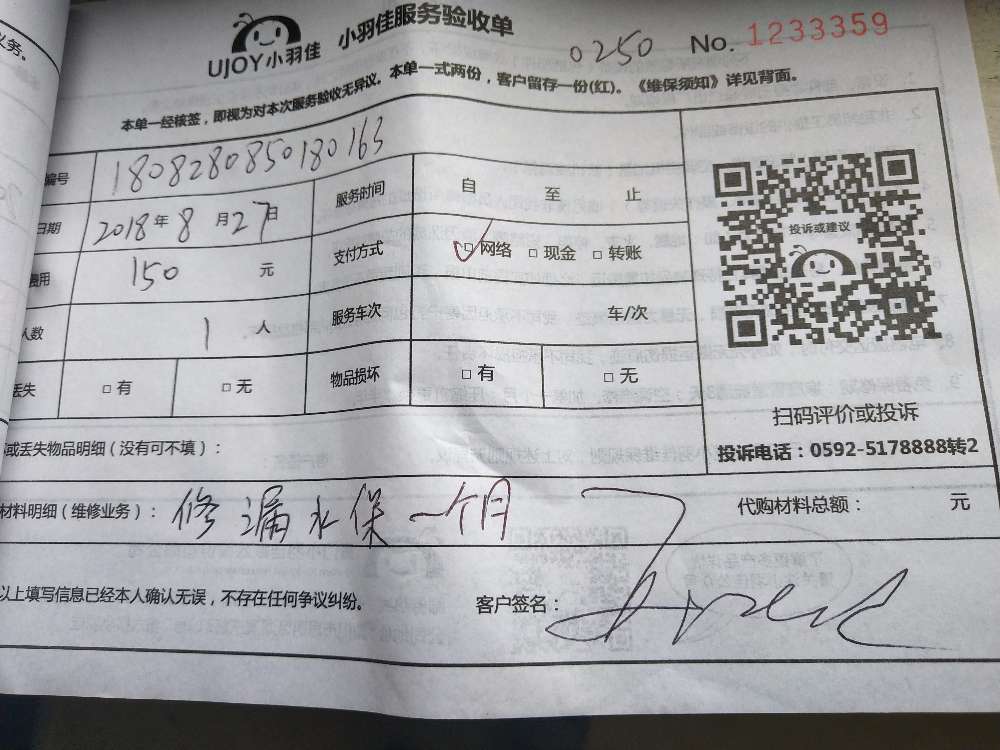 义务。
UJOY小羽佳 小羽佳服务验收单 0250 No. 1233359
本单一经核签，即视为对本次服务验收无异议。本单一式两份，客户留存一份(红)。《维保须知》详见背面。
编号 1808280850180163
日期 2018年8月27日 服务时间 自 至 止
费用 150 元 支付方式 □网络 □现金 □转账
人数 1 人 服务车次 车/次
丢失 □有 □无 物品损坏 □有 □无
投诉或建议
扫码评价或投诉
投诉电话：0592-5178888转2
或丢失物品明细（没有可不填）：
材料明细（维修业务）： 修漏水保一个月 代购材料总额： 元
以上填写信息已经本人确认无误，不存在任何争议纠纷。 客户签名：